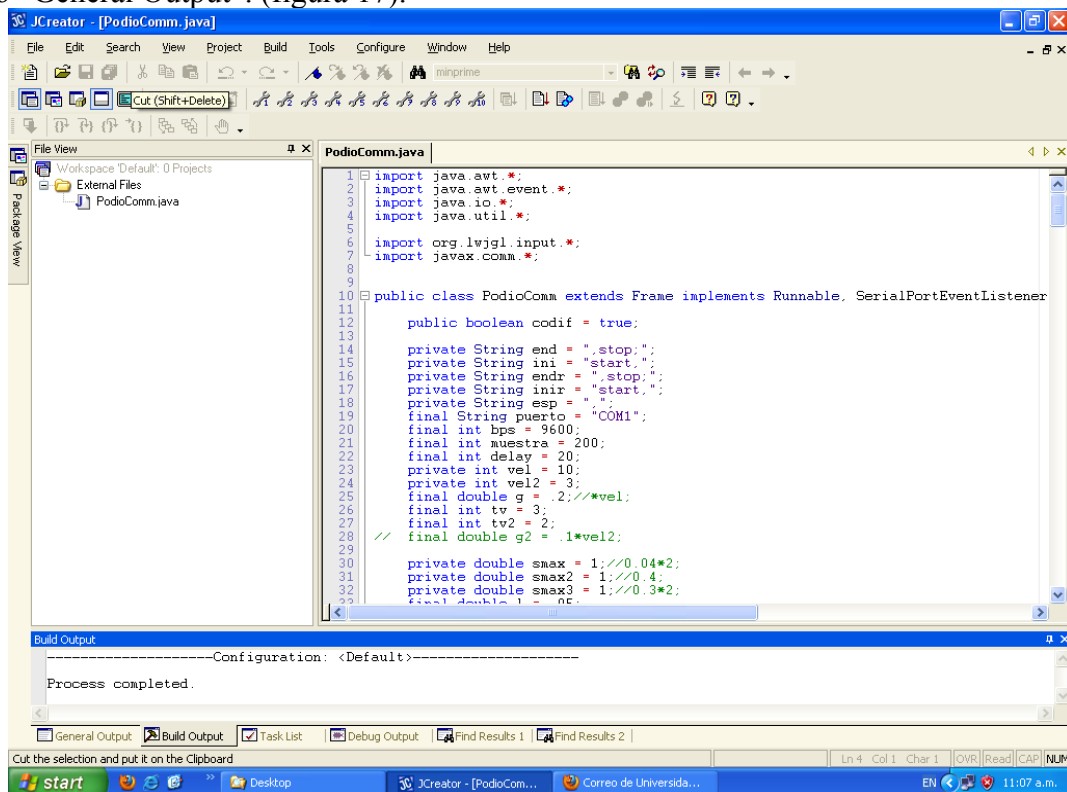 General Output". (figura 17).
JCreator - [PodioComm.java]
File Edit Search View Project Build Tools Configure Window Help
minprime
Cut (Shift+Delete)
File View
PodioComm.java
Workspace 'Default': 0 Projects
External Files
PodioComm.java
Package View
1 import java.awt.*;
2 import java.awt.event.*;
3 import java.io.*;
4 import java.util.*;
5
6 import org.lwjgl.input.*;
7 import javax.comm.*;
8
9
10 public class PodioComm extends Frame implements Runnable, SerialPortEventListener
11
12 public boolean codif = true;
13
14 private String end = ",stop;";
15 private String ini = "start,";
16 private String endr = ",stop;";
17 private String inir = "start,";
18 private String esp = ",";
19 final String puerto = "COM1";
20 final int bps = 9600;
21 final int muestra = 200;
22 final int delay = 20;
23 private int vel = 10;
24 private int vel2 = 3;
25 final double g = .2;//*vel;
26 final int tv = 3;
27 final int tv2 = 2;
28 // final double g2 = .1*vel2;
29
30 private double smax = 1;//0.04*2;
31 private double smax2 = 1;//0.4;
32 private double smax3 = 1;//0.3*2;
Build Output
--------------------Configuration: <Default>--------------------
Process completed.
General Output Build Output Task List Debug Output Find Results 1 Find Results 2
Cut the selection and put it on the Clipboard
Ln 4 Col 1 Char 1 OVR Read CAP NUM
start Desktop JCreator - [PodioCom... Correo de Universida... EN 11:07 a.m.